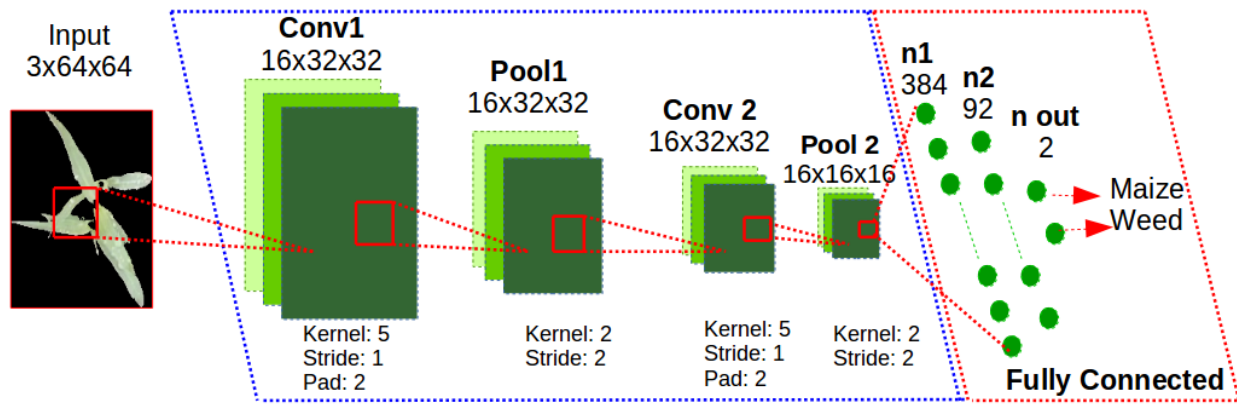 Input
3x64x64
Conv1
16x32x32
Pool1
16x32x32
Conv 2
16x32x32
Pool 2
16x16x16
n1
384
n2
92
n out
2
Maize
Weed
Kernel: 5
Stride: 1
Pad: 2
Kernel: 2
Stride: 2
Kernel: 5
Stride: 1
Pad: 2
Kernel: 2
Stride: 2
Fully Connected